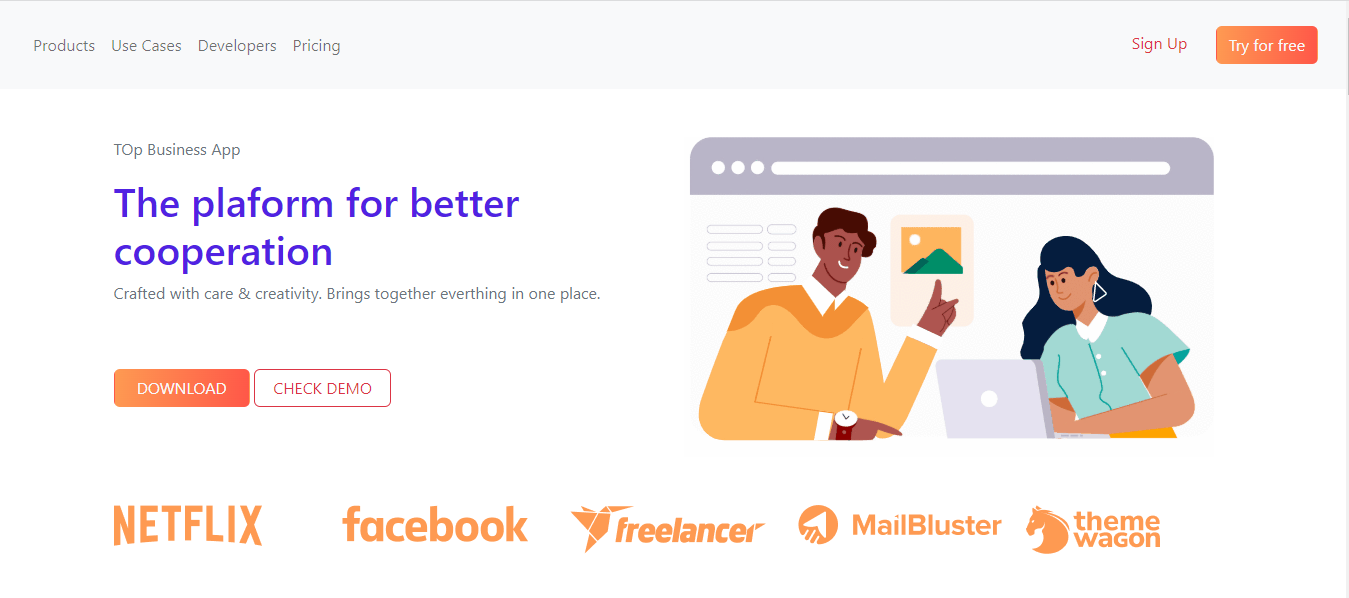 Products Use Cases Developers Pricing Sign Up Try for free
TOp Business App
The plaform for better
cooperation
Crafted with care & creativity. Brings together everthing in one place.
DOWNLOAD CHECK DEMO
NETFLIX facebook freelancer MailBluster theme
wagon